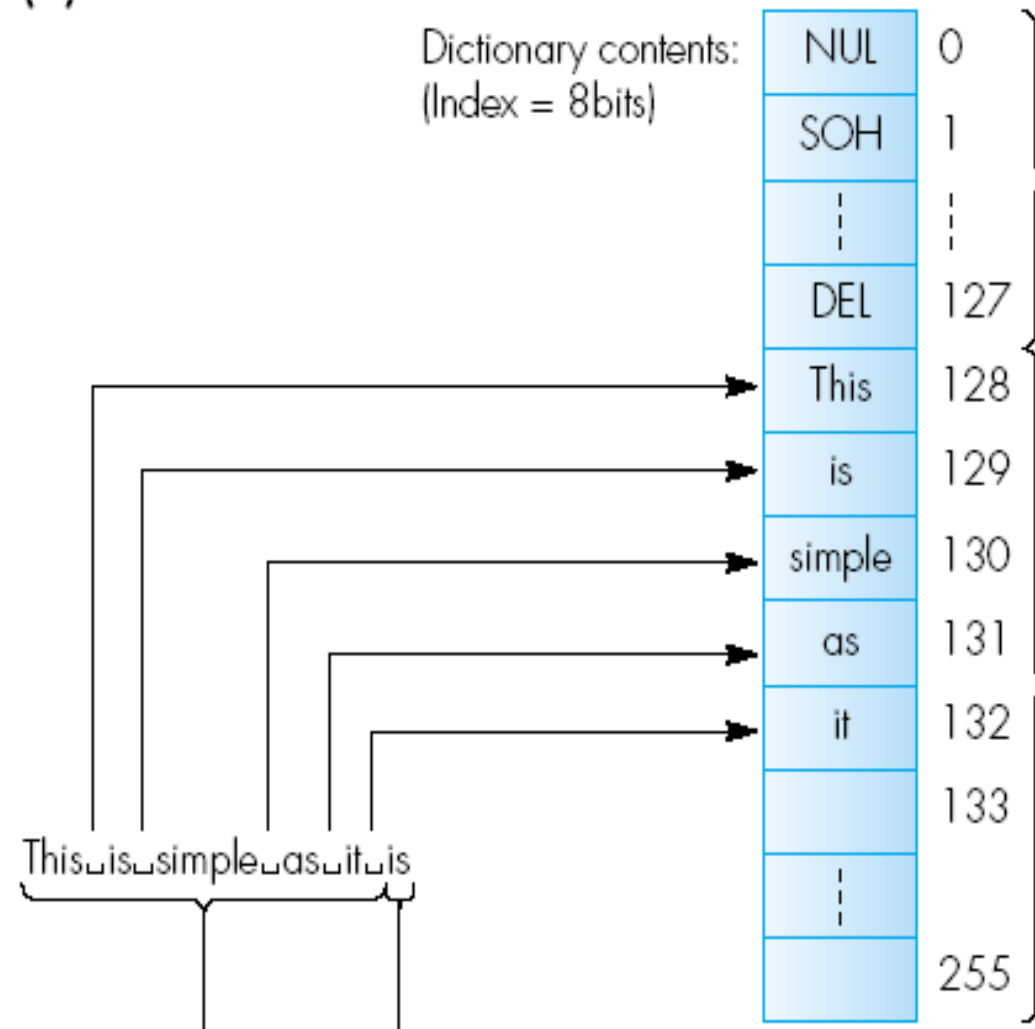 Dictionary contents:
(Index = 8bits)
NUL 0
SOH 1
DEL 127
This 128
is 129
simple 130
as 131
it 132
133
255
This␣is␣simple␣as␣it␣is